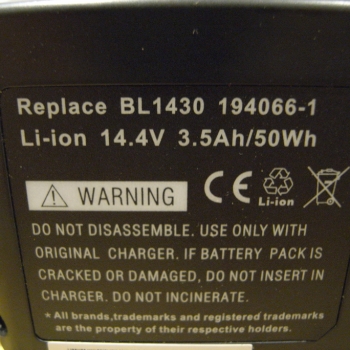 Replace BL1430 194066-1
Li-ion 14.4V 3.5Ah/50Wh
WARNING
CE
Li-ion
DO NOT DISASSEMBLE. USE ONLY WITH
ORIGINAL CHARGER. IF BATTERY PACK IS
CRACKED OR DAMAGED, DO NOT INSERT IN
CHARGER. DO NOT INCINERATE.
* All brands,trademarks and registered trademarks
are the property of their respective holders.